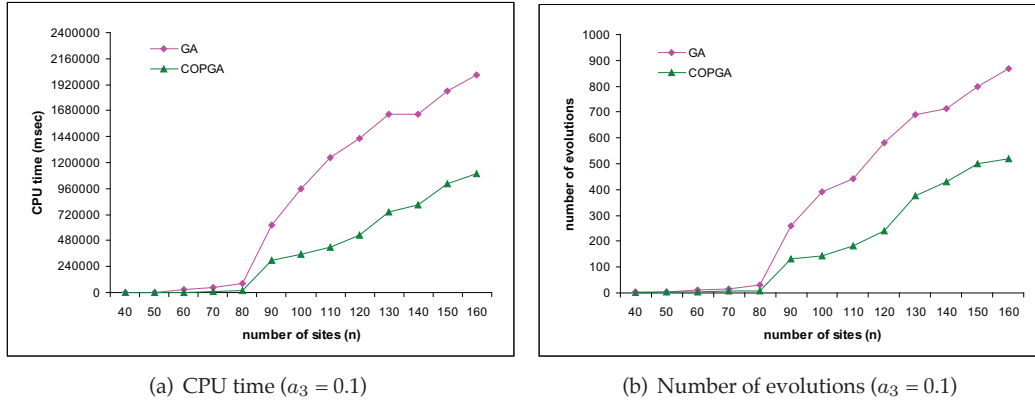 2400000
2160000
1920000
1680000
1440000
1200000
960000
720000
480000
240000
0
CPU time (msec)
GA
COPGA
40 50 60 70 80 90 100 110 120 130 140 150 160
number of sites (n)
(a) CPU time (a₃ = 0.1)
1000
900
800
700
600
500
400
300
200
100
0
number of evolutions
GA
COPGA
40 50 60 70 80 90 100 110 120 130 140 150 160
number of sites (n)
(b) Number of evolutions (a₃ = 0.1)